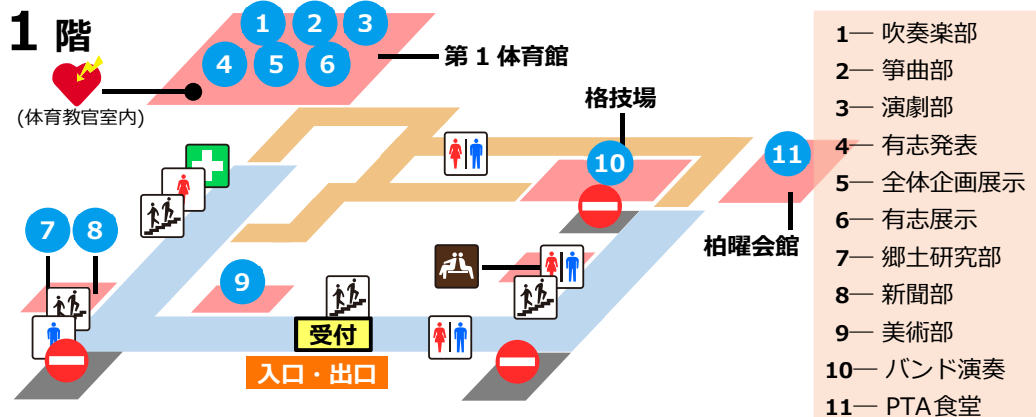 1 階
1 2 3
4 5 6
第 1 体育館
(体育教官室内)
格技場
10
11
柏曜会館
7 8
9
受付
入口・出口
1― 吹奏楽部
2― 箏曲部
3― 演劇部
4― 有志発表
5― 全体企画展示
6― 有志展示
7― 郷土研究部
8― 新聞部
9― 美術部
10― バンド演奏
11― PTA食堂